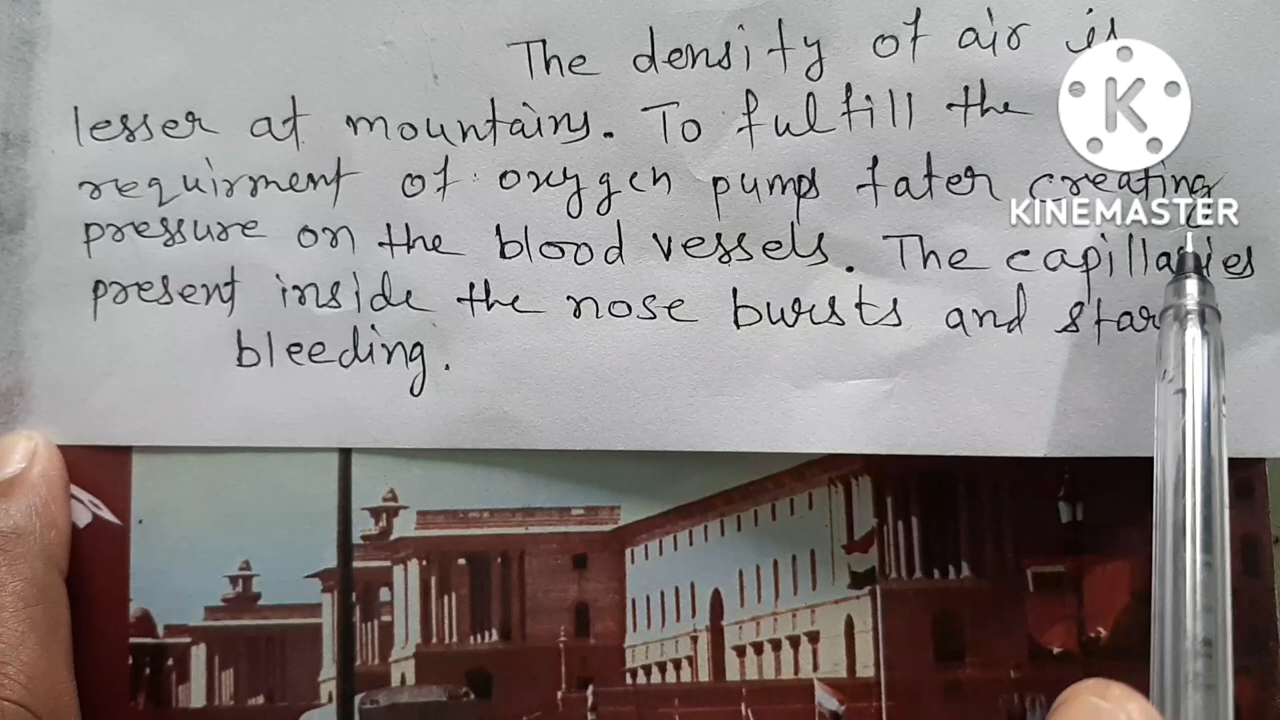 The density of air is
lesser at mountains. To fulfill the
requirment of oxygen pumps fater creating
pressure on the blood vessels. The capillaries
present inside the nose bursts and star
bleeding.
K
KINEMASTER